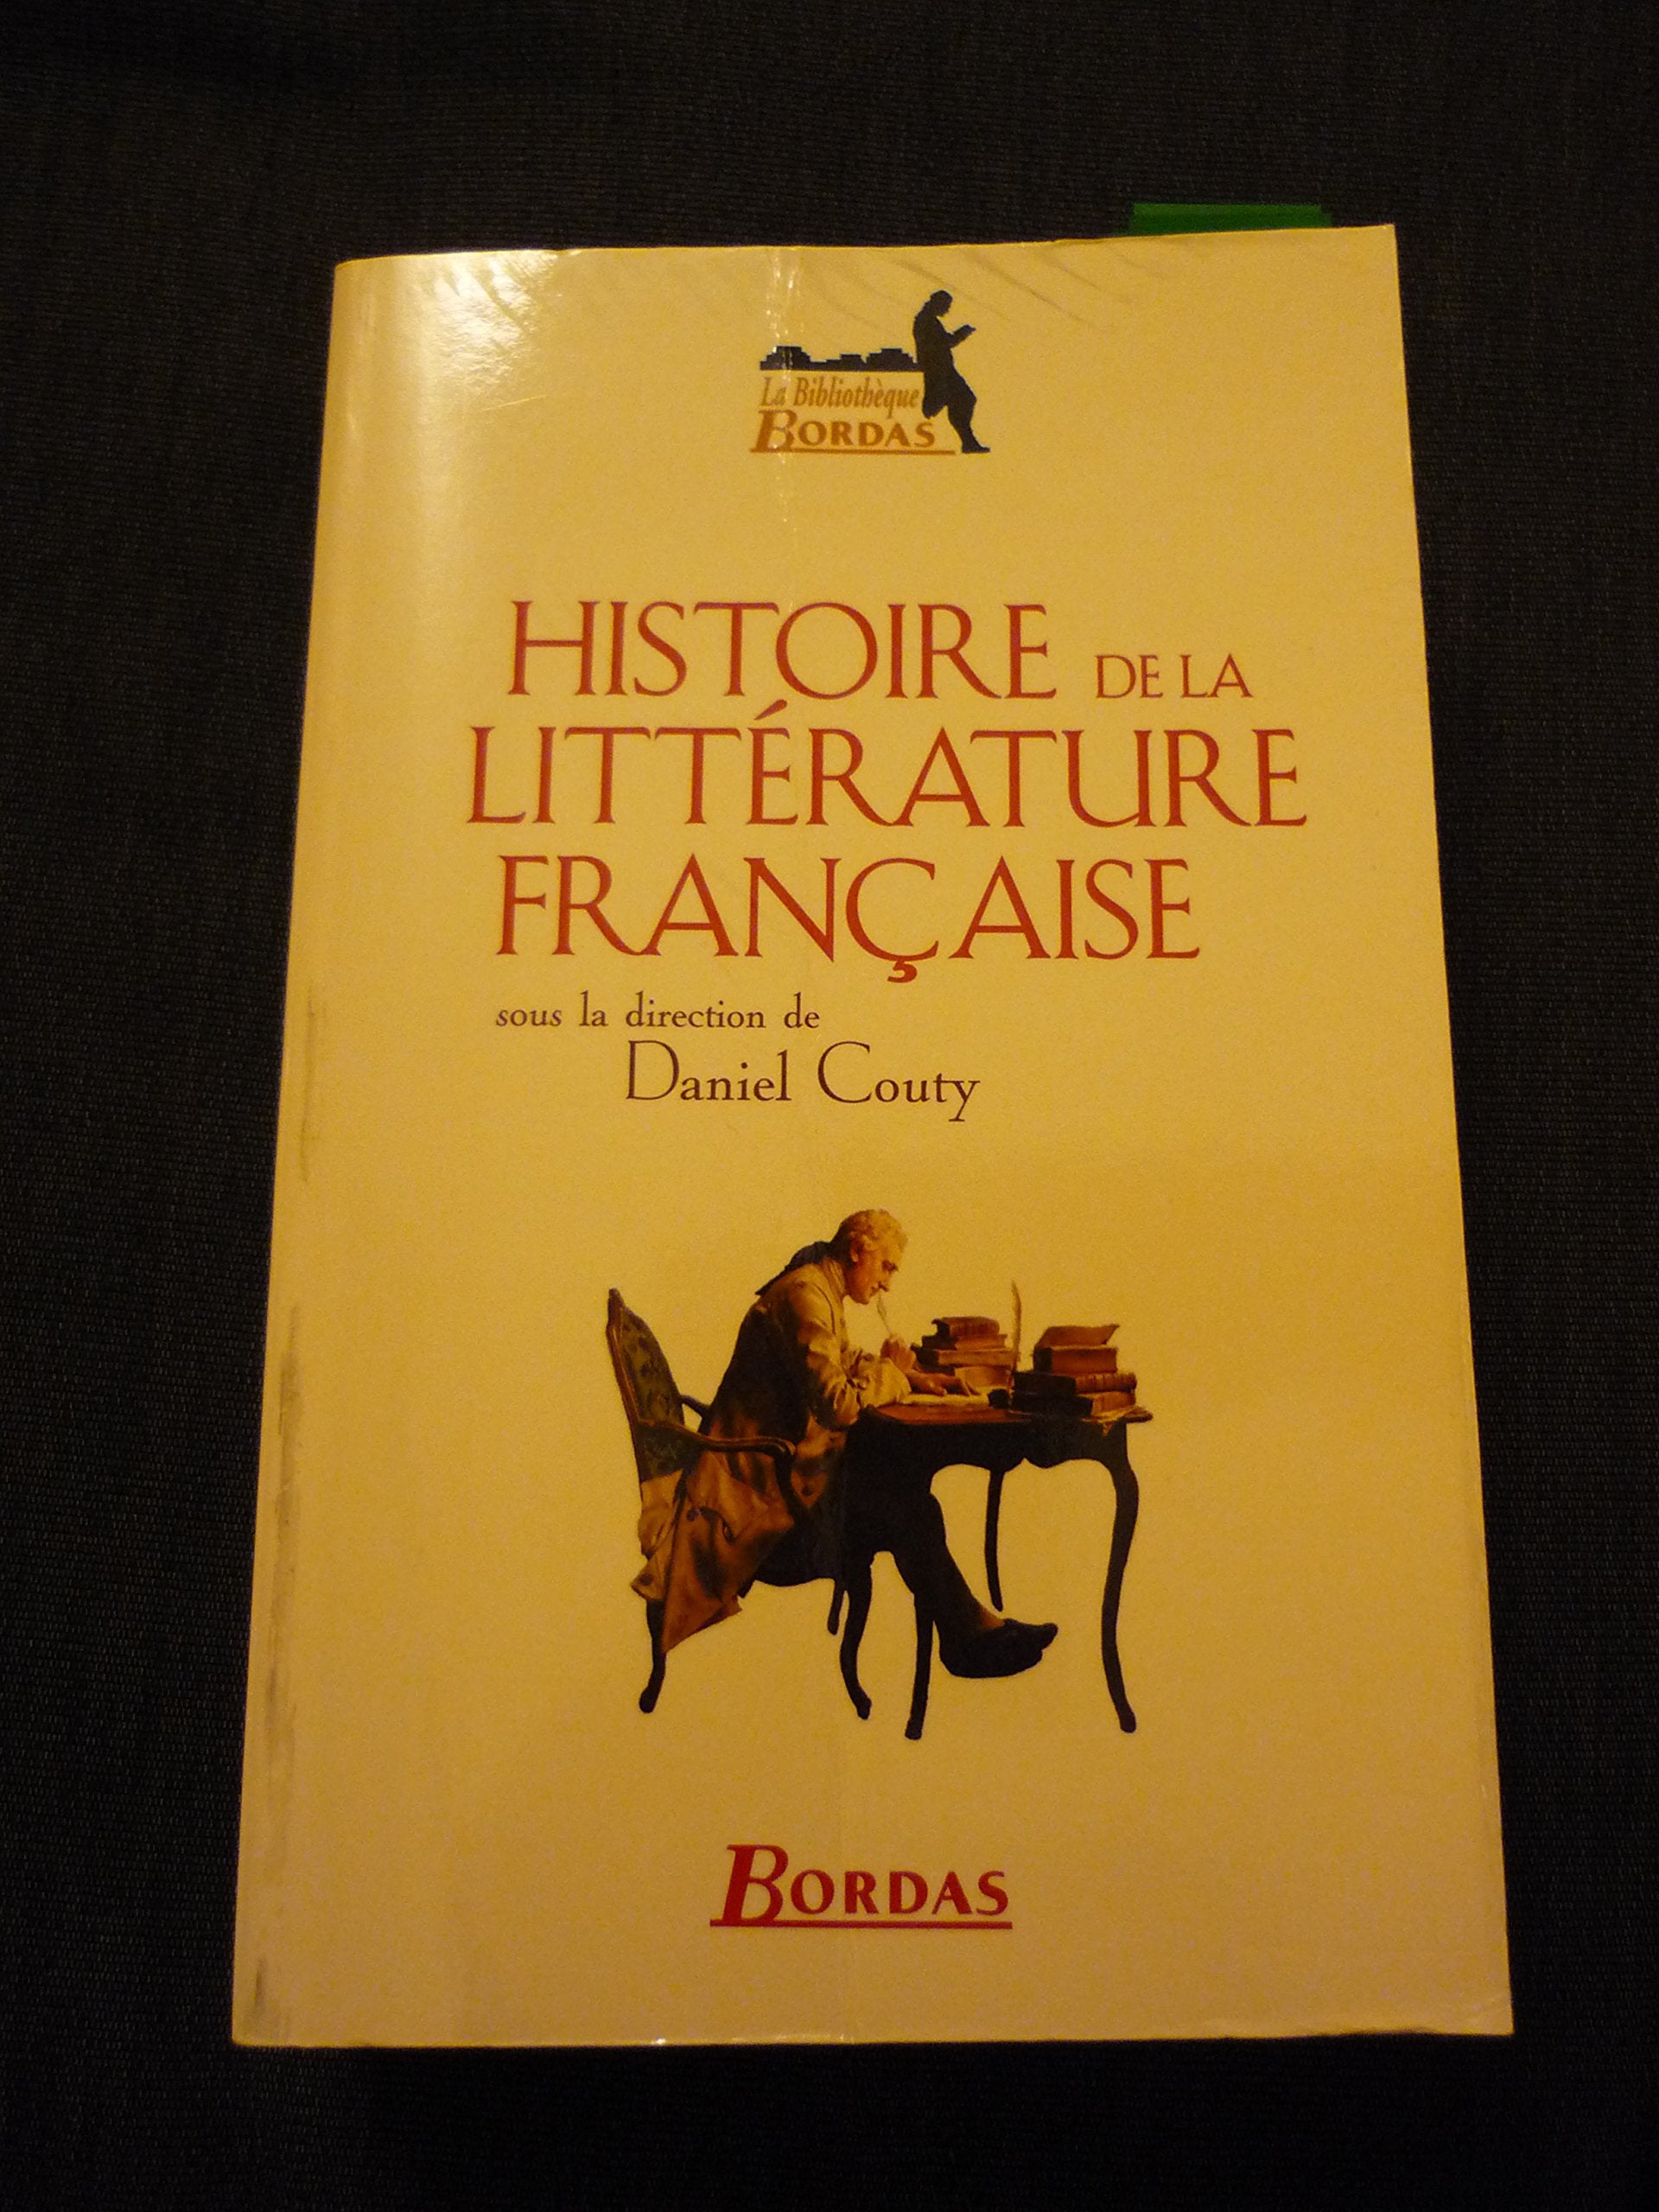 La Bibliothèque
BORDAS
HISTOIRE DE LA
LITTÉRATURE
FRANÇAISE
sous la direction de
Daniel Couty
BORDAS